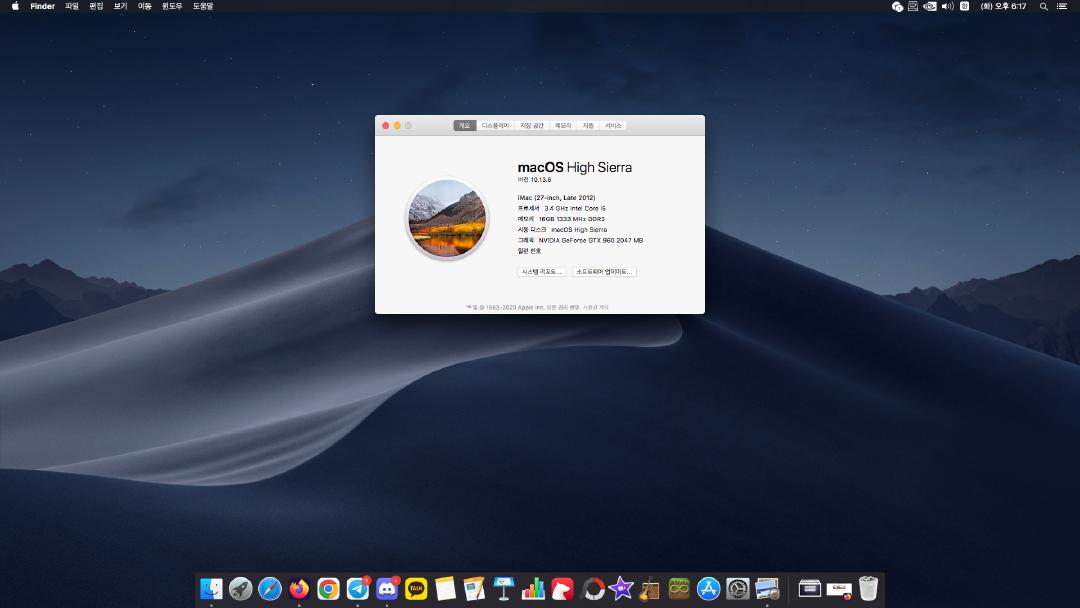 Finder 파일 편집 보기 이동 윈도우 도움말
(화) 오후 6:17
개요 디스플레이 저장 공간 메모리 지원 서비스
macOS High Sierra
버전 10.13.6
iMac (27-inch, Late 2012)
프로세서 3.4 GHz Intel Core i5
메모리 16GB 1333 MHz DDR3
시동 디스크 macOS High Sierra
그래픽 NVIDIA GeForce GTX 960 2047 MB
일련 번호
시스템 리포트... 소프트웨어 업데이트...
™ 및 © 1983-2020 Apple Inc. 모든 권리 보유. 사용권 계약
TALK